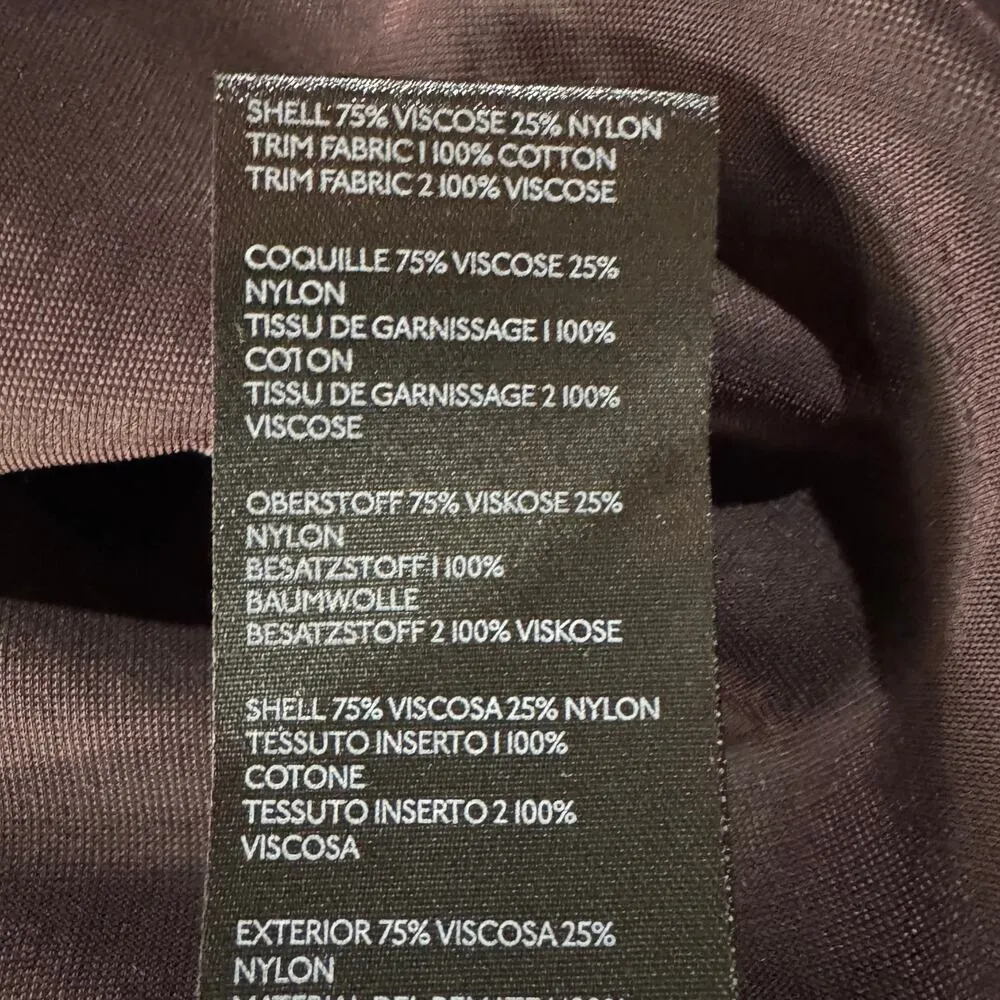 SHELL 75% VISCOSE 25% NYLON
TRIM FABRIC 1 100% COTTON
TRIM FABRIC 2 100% VISCOSE
COQUILLE 75% VISCOSE 25%
NYLON
TISSU DE GARNISSAGE 1 100%
COTON
TISSU DE GARNISSAGE 2 100%
VISCOSE
OBERSTOFF 75% VISKOSE 25%
NYLON
BESATZSTOFF 1 100%
BAUMWOLLE
BESATZSTOFF 2 100% VISKOSE
SHELL 75% VISCOSA 25% NYLON
TESSUTO INSERTO 1 100%
COTONE
TESSUTO INSERTO 2 100%
VISCOSA
EXTERIOR 75% VISCOSA 25%
NYLON
MATERIAL DEL